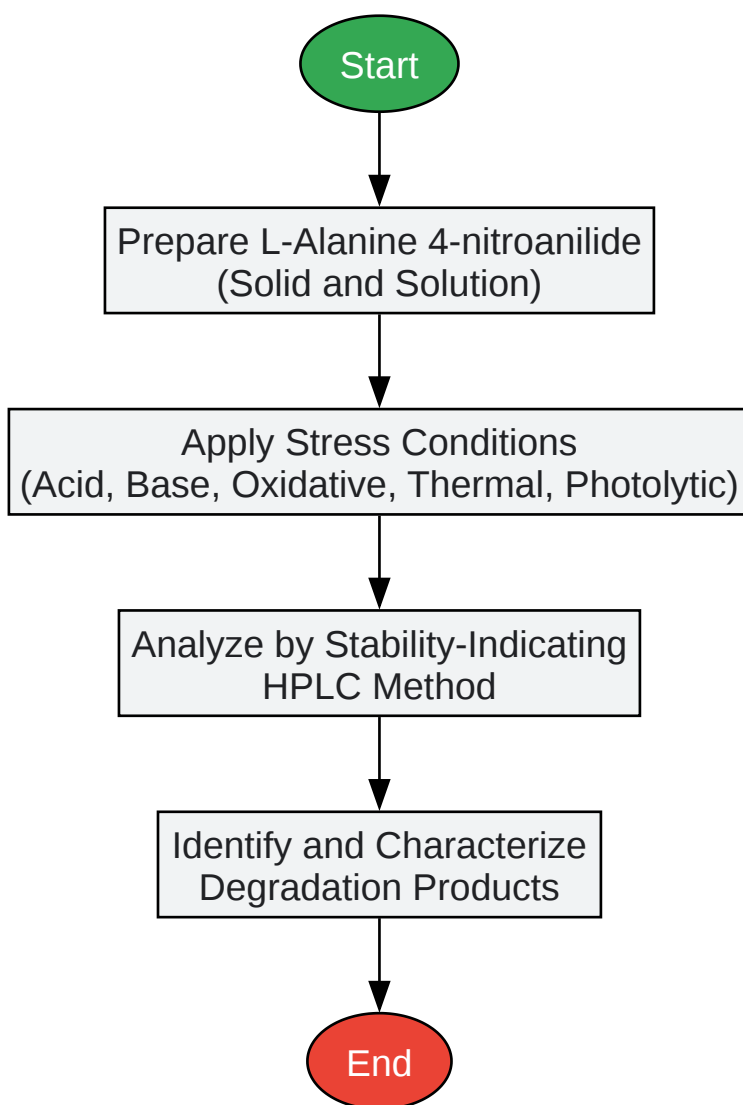 Start
Prepare L-Alanine 4-nitroanilide
(Solid and Solution)
Apply Stress Conditions
(Acid, Base, Oxidative, Thermal, Photolytic)
Analyze by Stability-Indicating
HPLC Method
Identify and Characterize
Degradation Products
End